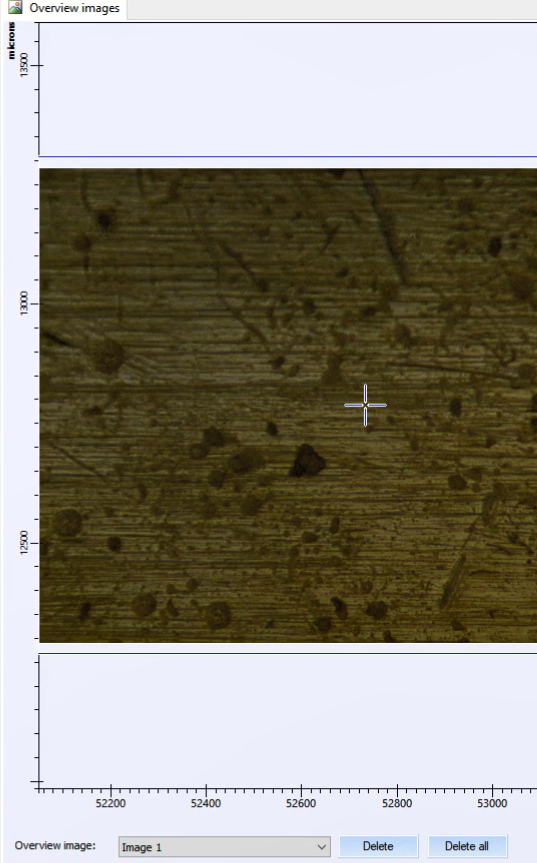 Overview images
microns
13500
13000
12500
52200 52400 52600 52800 53000
Overview image: Image 1 Delete Delete all